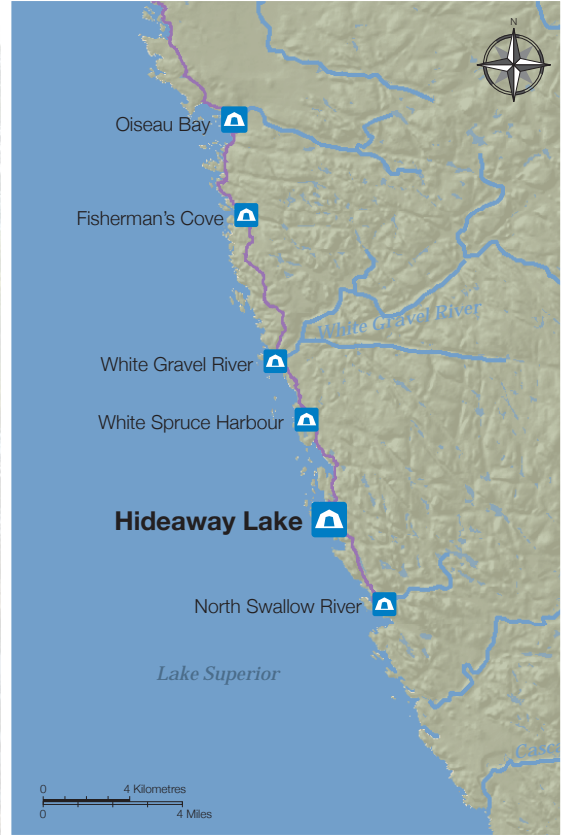 N
Oiseau Bay
Fisherman's Cove
White Gravel River
White Gravel River
White Spruce Harbour
Hideaway Lake
North Swallow River
Lake Superior
Casca
0 4 Kilometres
0 4 Miles